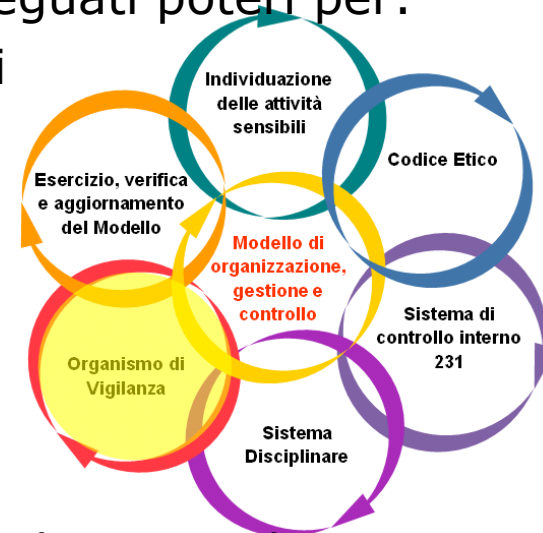 adeguati poteri per:
i
Individuazione
delle attività
sensibili
Codice Etico
Esercizio, verifica
e aggiornamento
del Modello
Modello di
organizzazione,
gestione e
controllo
Sistema di
controllo interno
231
Organismo di
Vigilanza
Sistema
Disciplinare